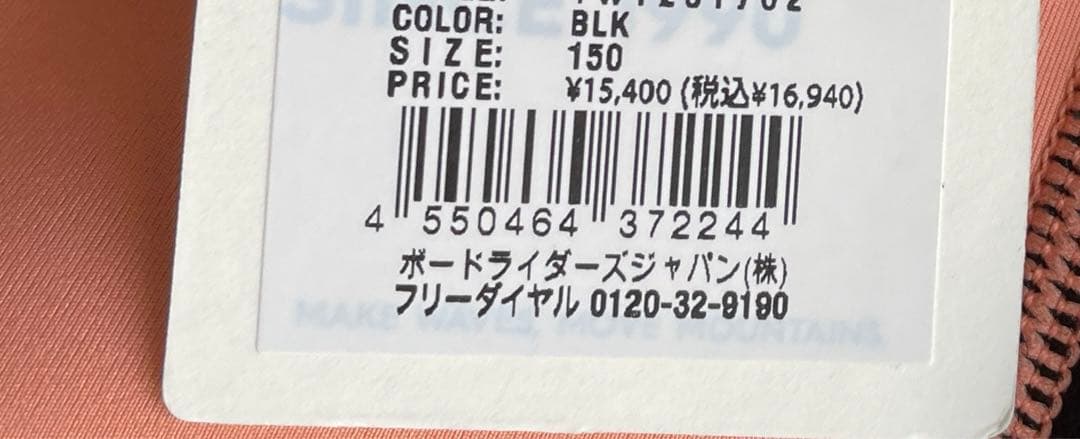 COLOR: BLK
SIZE: 150
PRICE: ¥15,400 (税込¥16,940)
4 550464 372244
ボードライダーズジャパン(株)
フリーダイヤル 0120-32-9190
MAKE WAVES, MOVE MOUNTAINS.